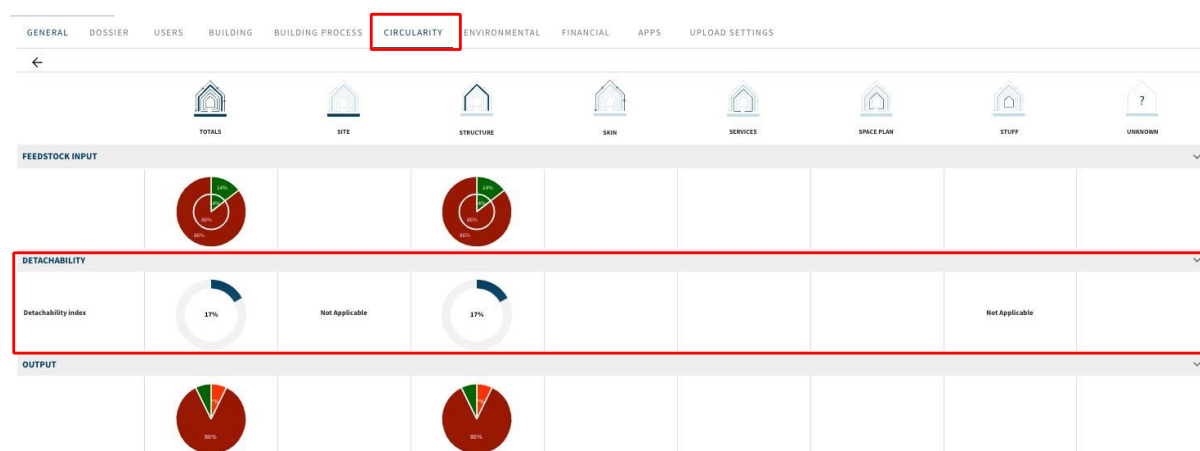 GENERAL DOSSIER USERS BUILDING BUILDING PROCESS CIRCULARITY ENVIRONMENTAL FINANCIAL APPS UPLOAD SETTINGS
?
TOTALS SITE STRUCTURE SKIN SERVICES SPACE PLAN STUFF UNKNOWN
FEEDSTOCK INPUT
14% 14%
86% 86%
86% 86%
DETACHABILITY
Detachability index 17% Not Applicable 17% Not Applicable
OUTPUT
86% 86%